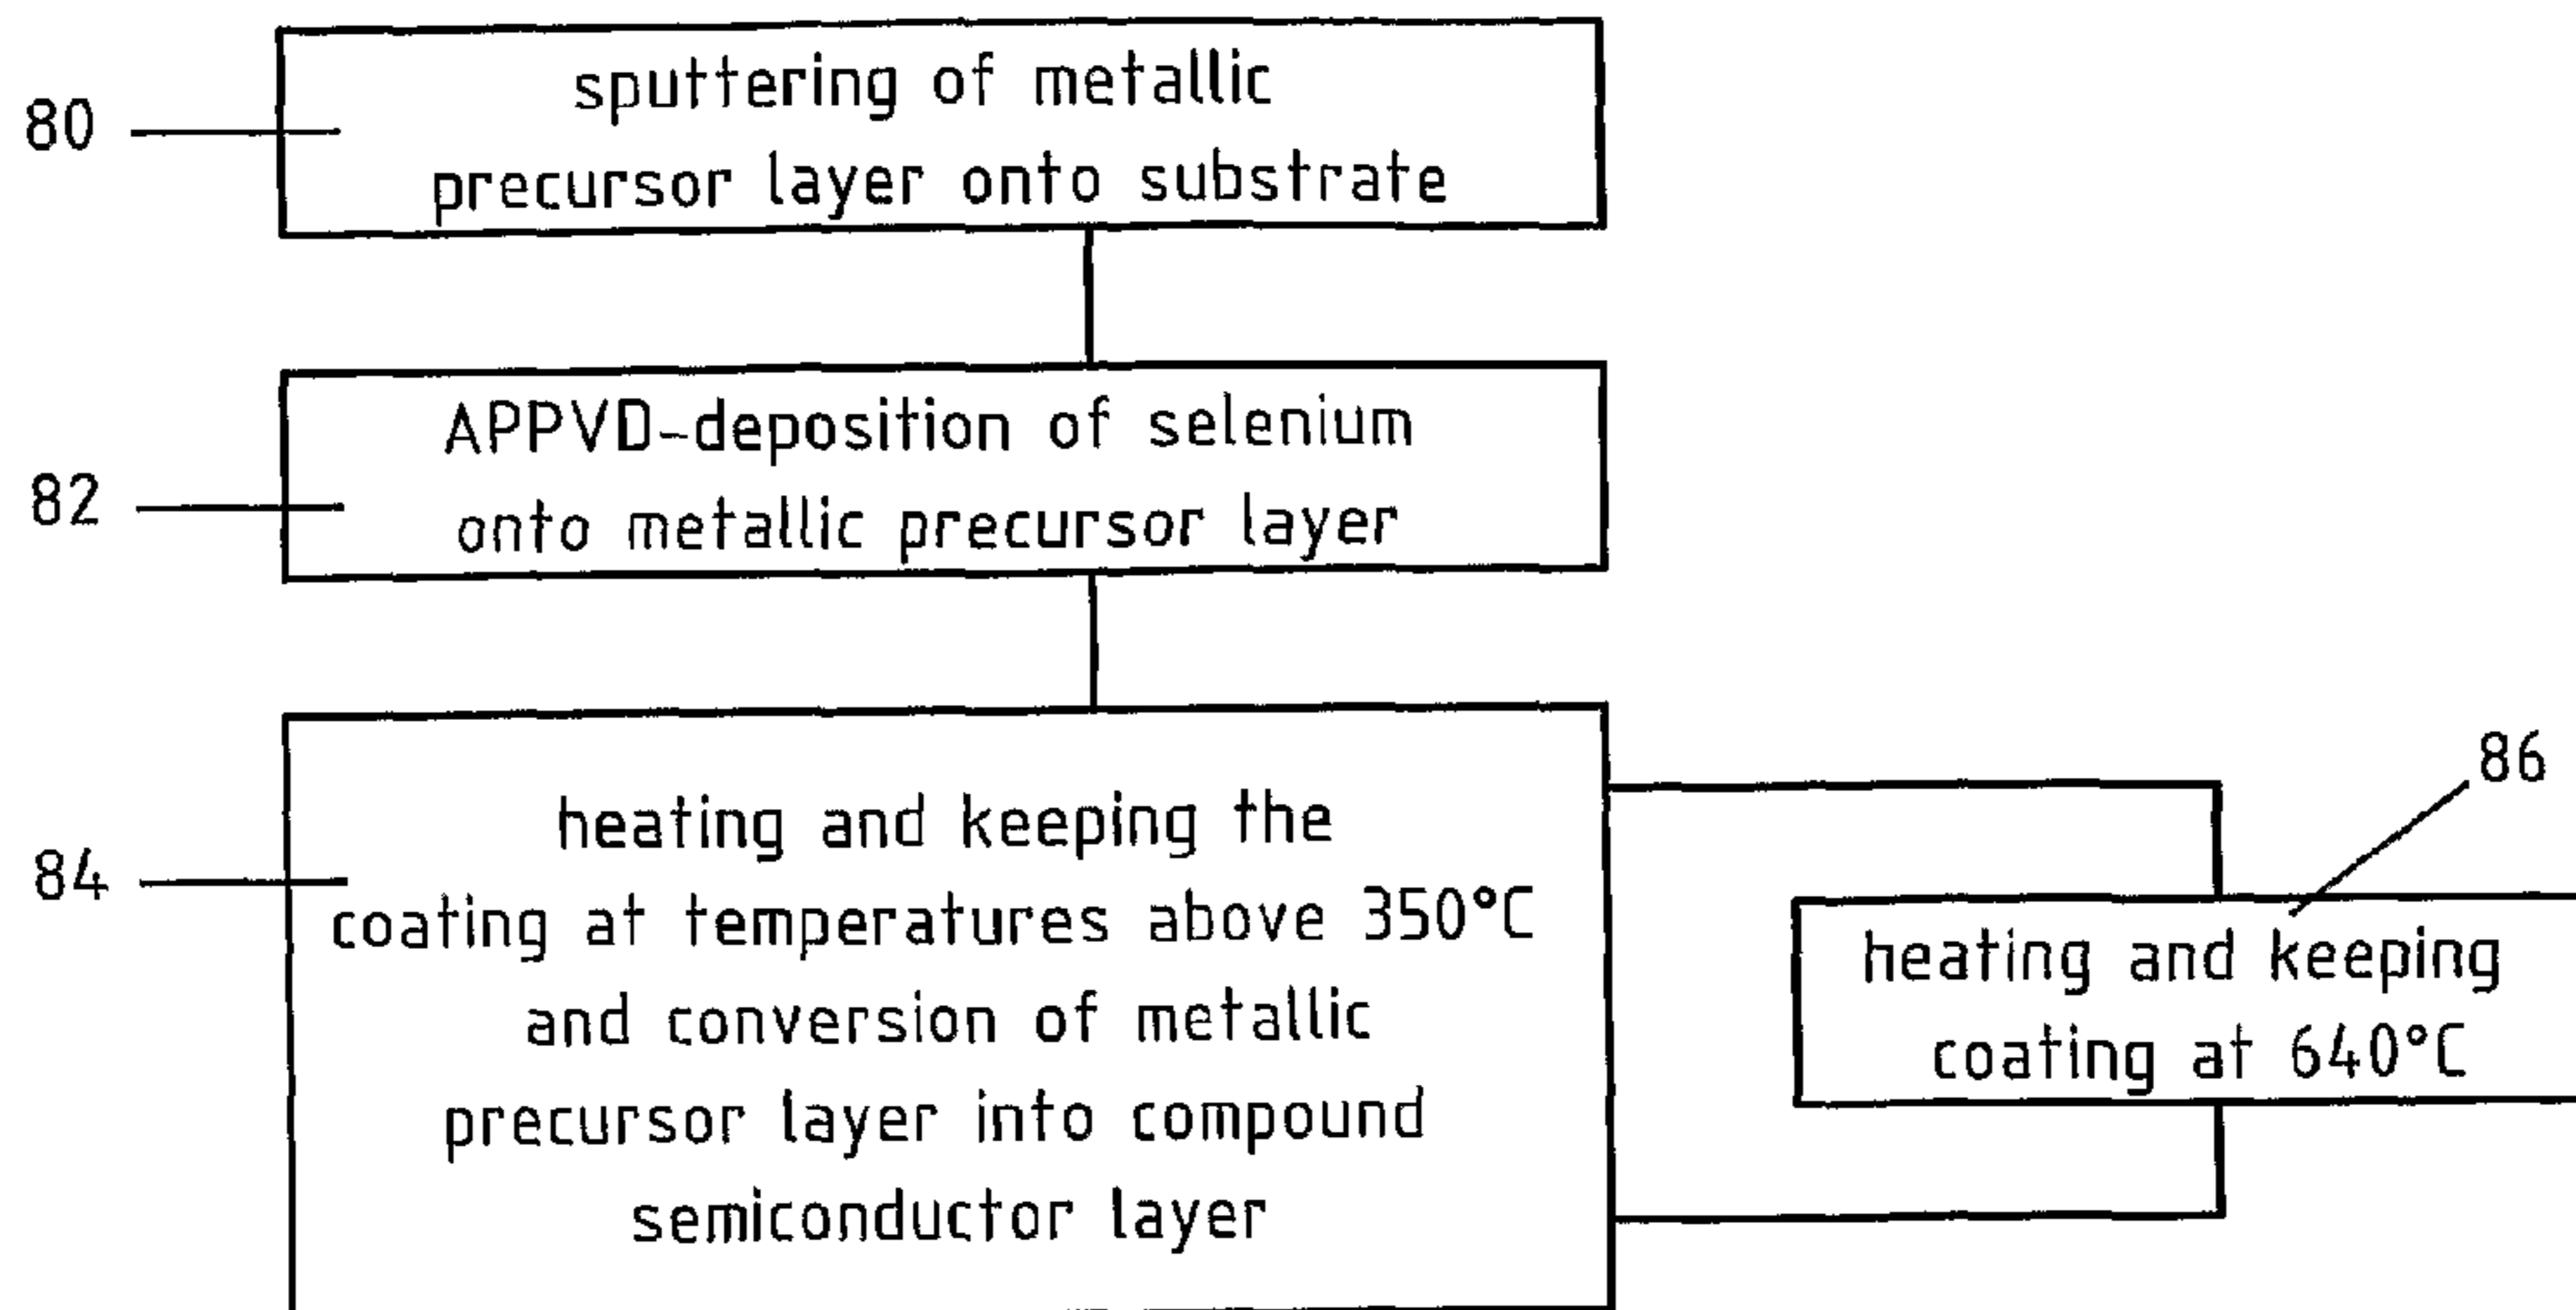 80
sputtering of metallic
precursor layer onto substrate
82
APPVD-deposition of selenium
onto metallic precursor layer
84
heating and keeping the
coating at temperatures above 350°C
and conversion of metallic
precursor layer into compound
semiconductor layer
86
heating and keeping
coating at 640°C